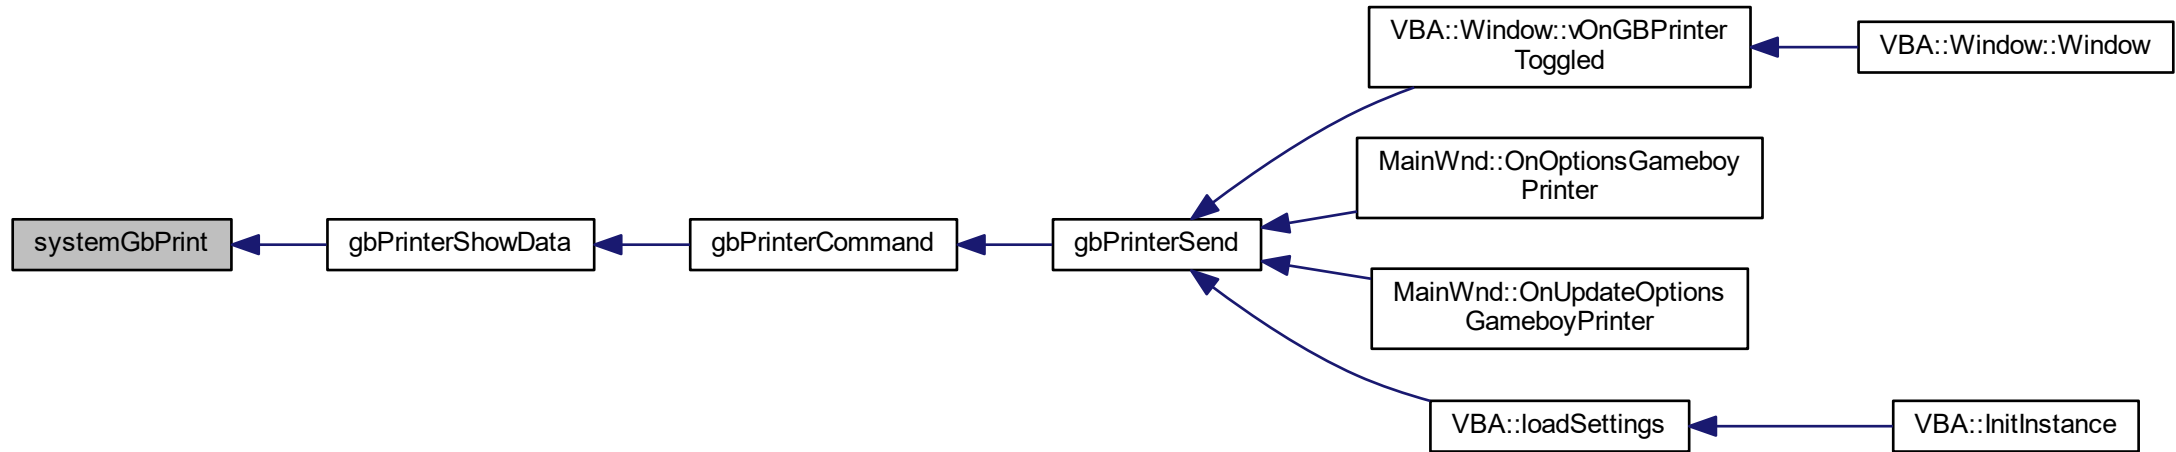 VBA::Window::vOnGBPrinter
Toggled
VBA::Window::Window
MainWnd::OnOptionsGameboy
Printer
systemGbPrint
gbPrinterShowData
gbPrinterCommand
gbPrinterSend
MainWnd::OnUpdateOptions
GameboyPrinter
VBA::loadSettings
VBA::InitInstance